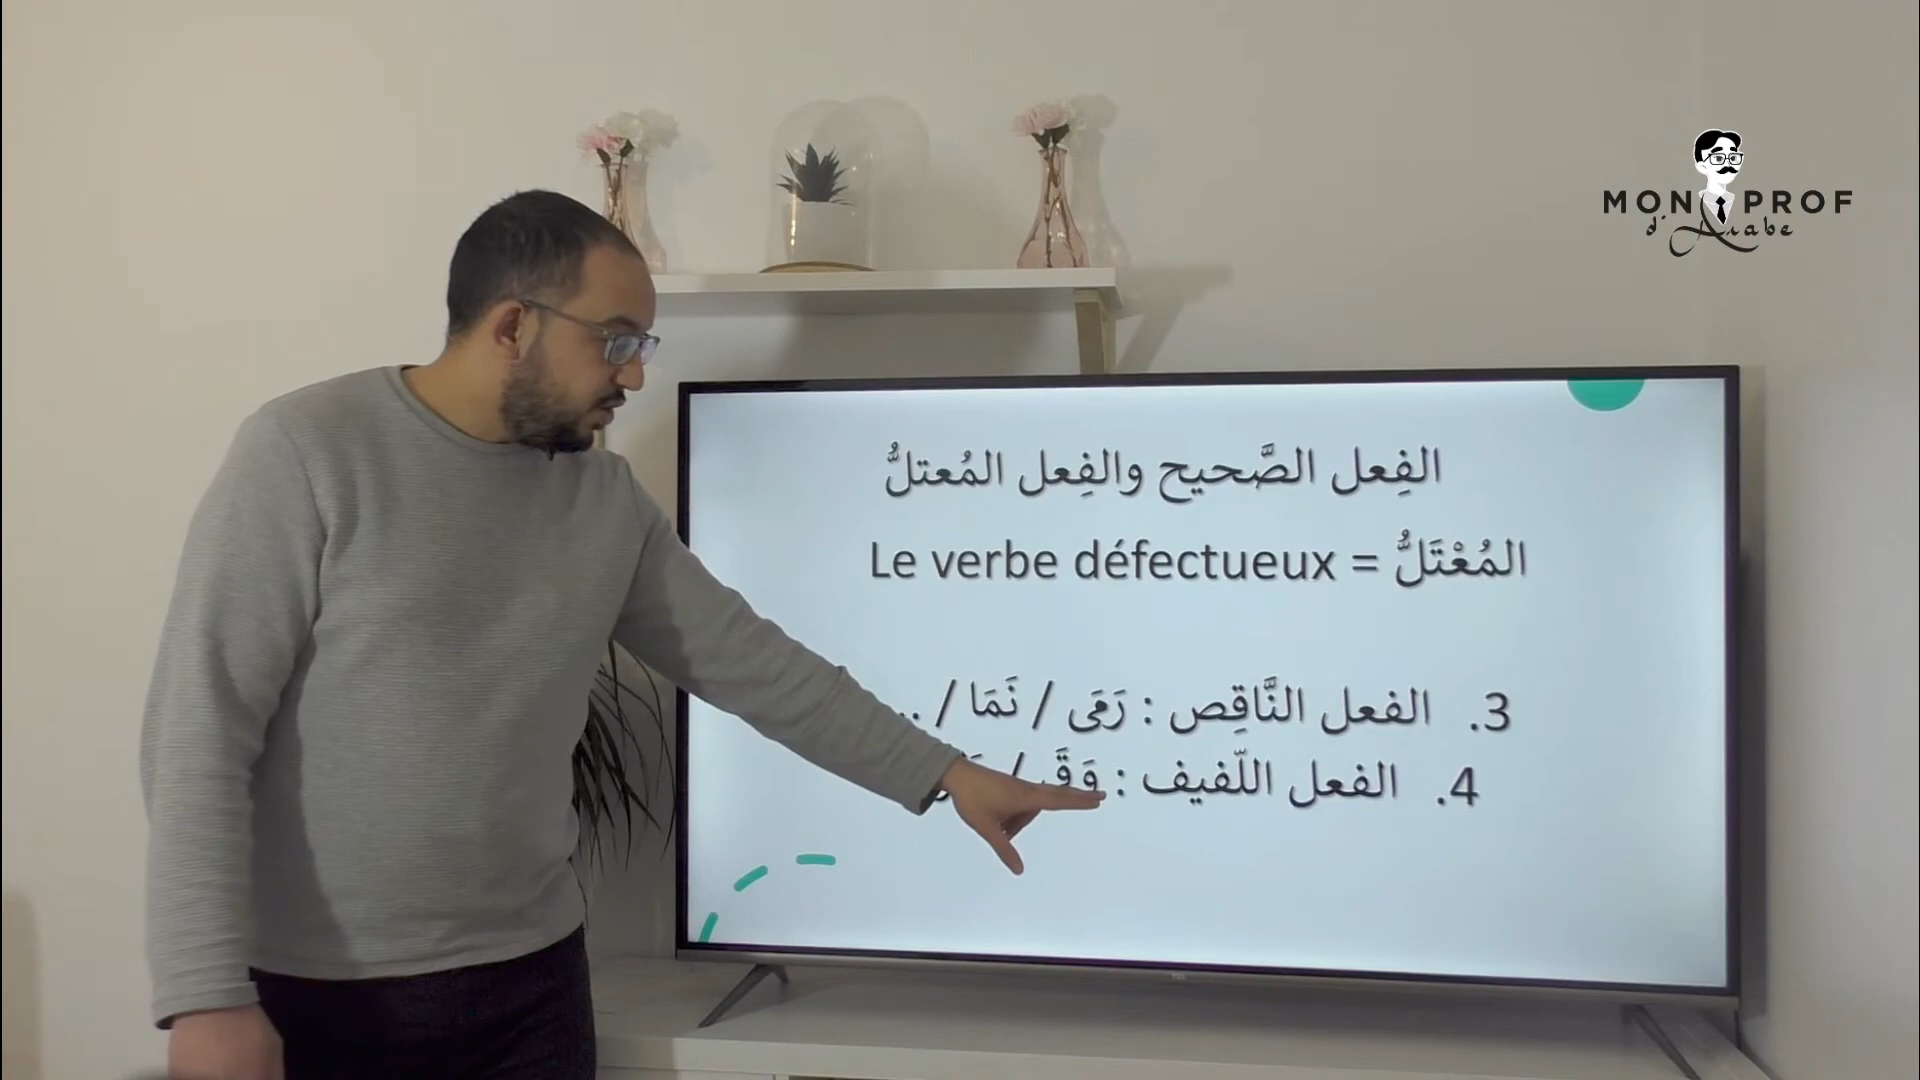 MON PROF
d'Arabe
الفِعل الصَّحيح والفِعل المُعتلُّ
Le verbe défectueux = المُعْتَلُّ
3. الفعل النَّاقِص : رَمَى / نَمَا / ..
4. الفعل اللّفيف : /